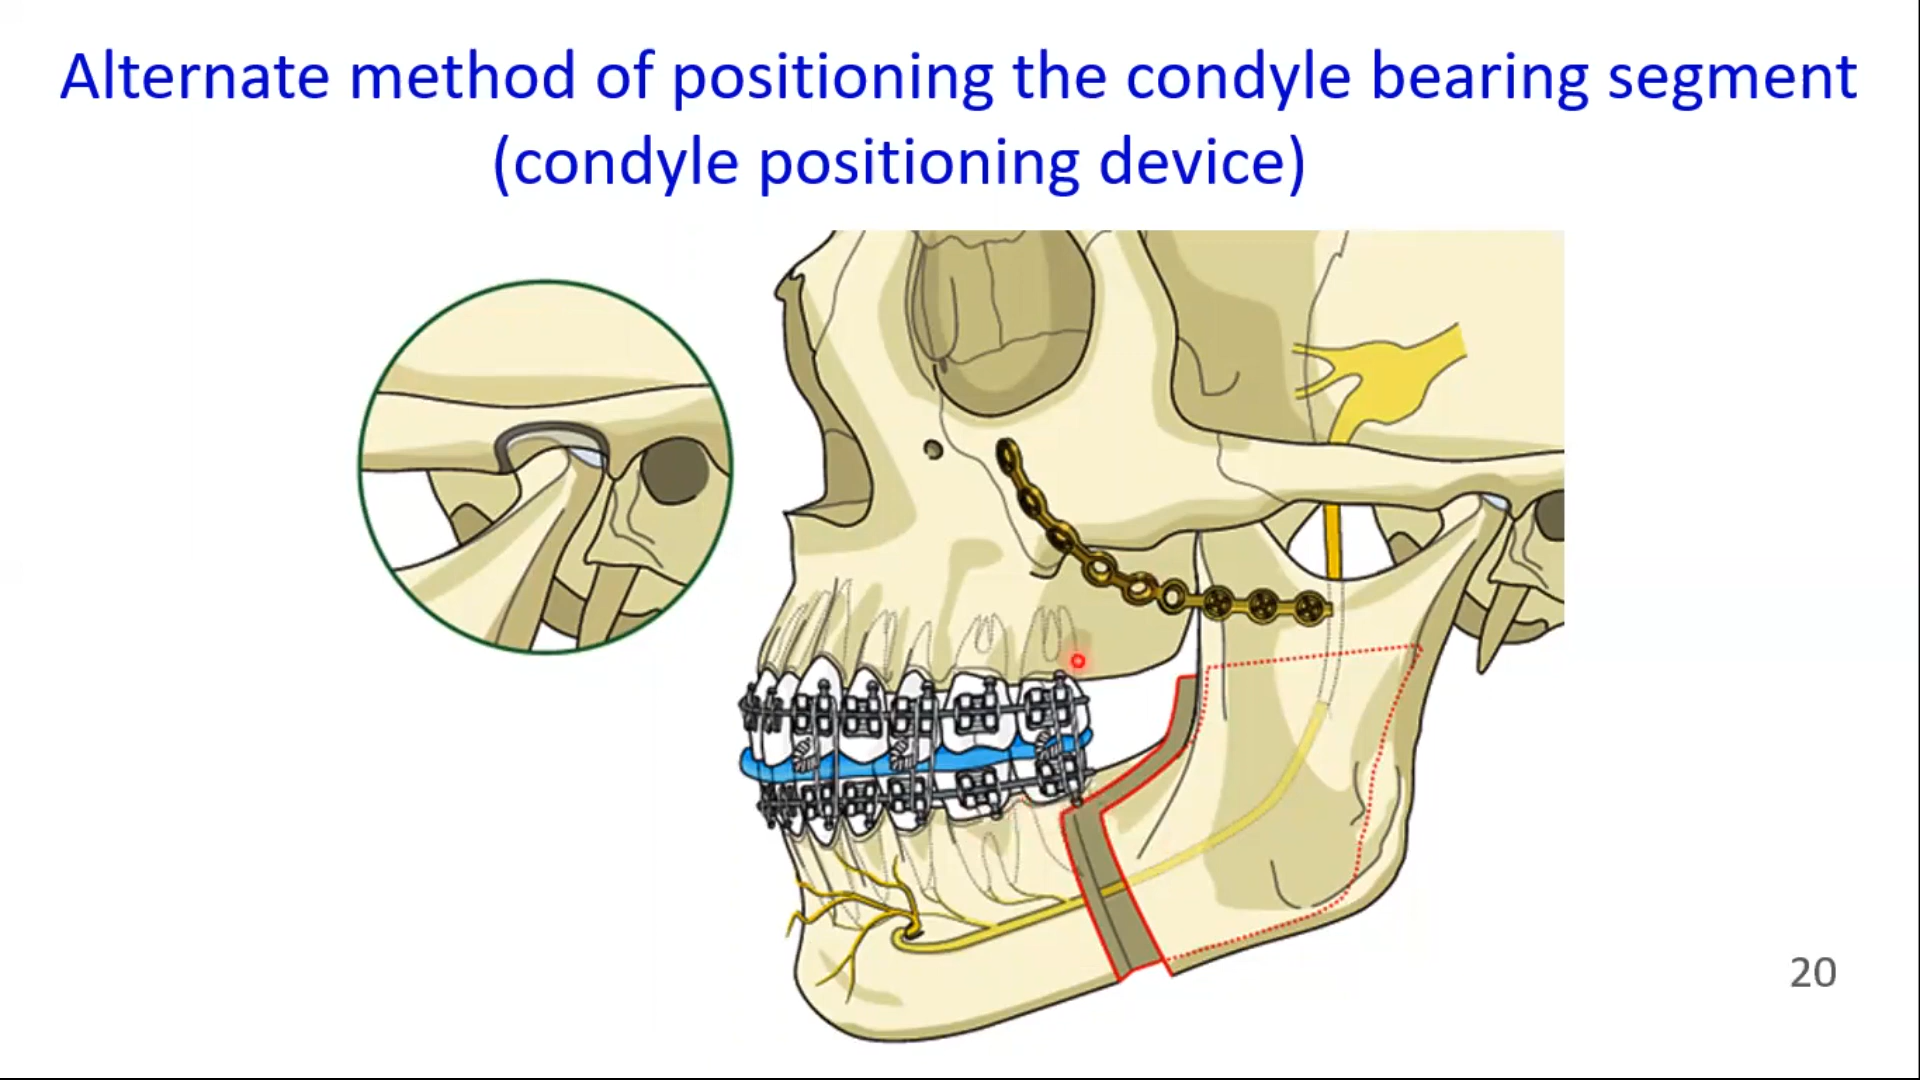 Alternate method of positioning the condyle bearing segment
(condyle positioning device)
20